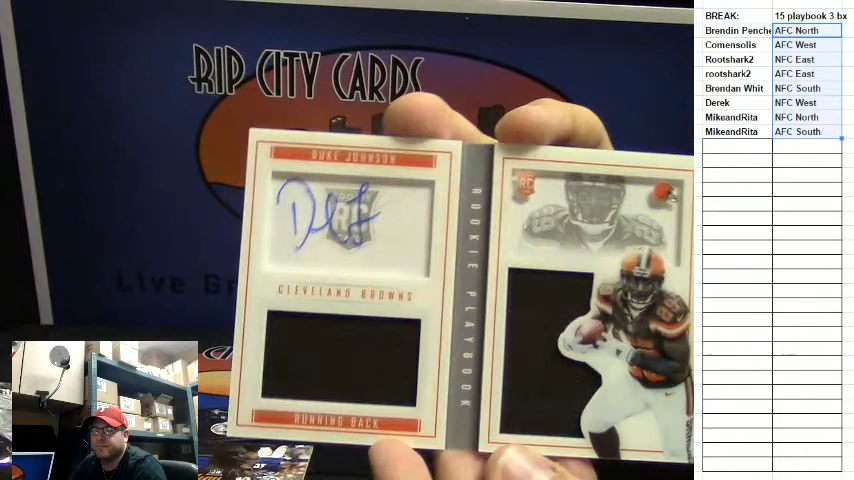 RIP CITY CARDS
Live Gr
DUKE JOHNSON
CLEVELAND BROWNS
RUNNING BACK
ROOKIE PLAYBOOK
RC
BREAK: 15 playbook 3 bx
Brendin Penche AFC North
Comensolis AFC West
Rootshark2 NFC East
rootshark2 AFC East
Brendan Whit NFC South
Derek NFC West
MikeandRita NFC North
MikeandRita AFC South